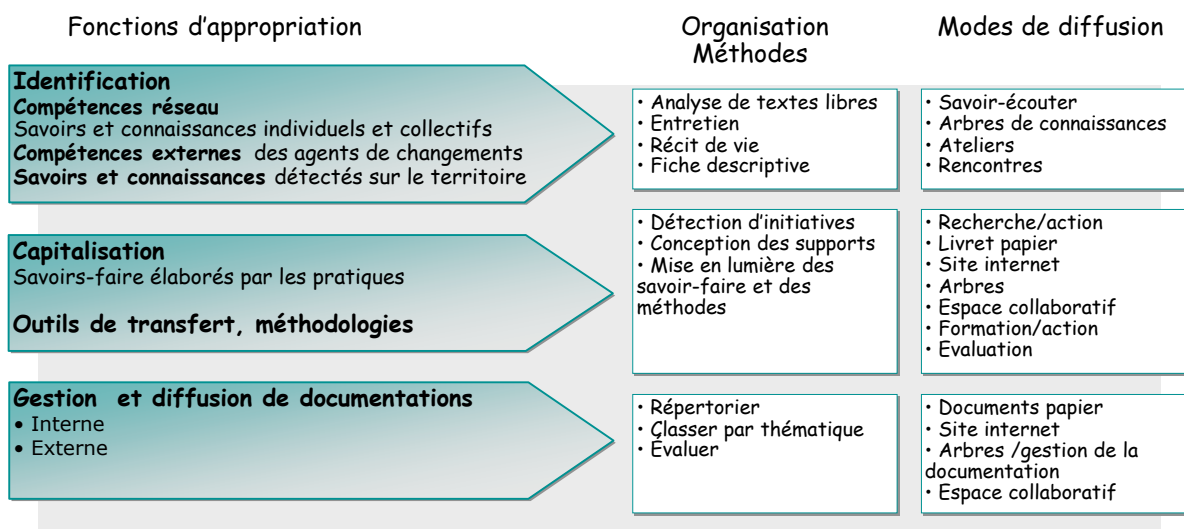 Fonctions d'appropriation
Organisation
Méthodes
Modes de diffusion
Identification
Compétences réseau
Savoirs et connaissances individuels et collectifs
Compétences externes des agents de changements
Savoirs et connaissances détectés sur le territoire
• Analyse de textes libres
• Entretien
• Récit de vie
• Fiche descriptive
• Savoir-écouter
• Arbres de connaissances
• Ateliers
• Rencontres
Capitalisation
Savoirs-faire élaborés par les pratiques
Outils de transfert, méthodologies
• Détection d'initiatives
• Conception des supports
• Mise en lumière des
savoir-faire et des
méthodes
• Recherche/action
• Livret papier
• Site internet
• Arbres
• Espace collaboratif
• Formation/action
• Evaluation
Gestion et diffusion de documentations
• Interne
• Externe
• Répertorier
• Classer par thématique
• Évaluer
• Documents papier
• Site internet
• Arbres /gestion de la
documentation
• Espace collaboratif